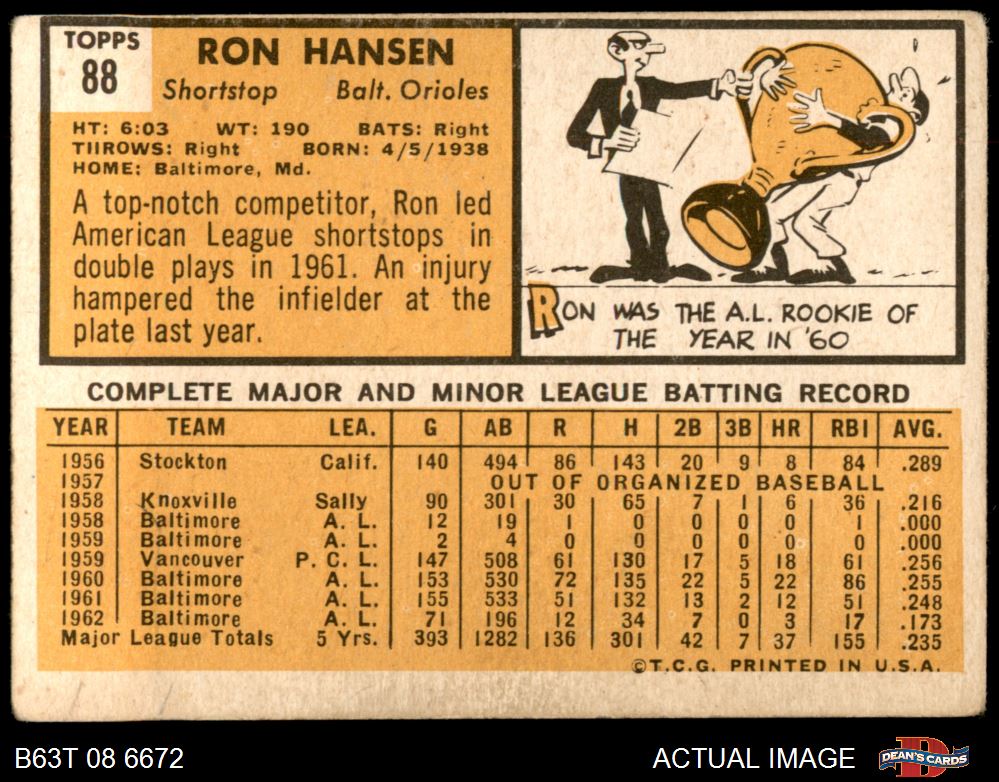 TOPPS
88
RON HANSEN
Shortstop Balt. Orioles
HT: 6:03 WT: 190 BATS: Right
THROWS: Right BORN: 4/5/1938
HOME: Baltimore, Md.
A top-notch competitor, Ron led
American League shortstops in
double plays in 1961. An injury
hampered the infielder at the
plate last year.
RON WAS THE A.L. ROOKIE OF
THE YEAR IN '60
COMPLETE MAJOR AND MINOR LEAGUE BATTING RECORD
YEAR TEAM LEA. G AB R H 2B 3B HR RBI AVG.
1956 Stockton Calif. 140 494 86 143 20 9 8 84 .289
1957 OUT OF ORGANIZED BASEBALL
1958 Knoxville Sally 90 301 30 65 7 1 6 36 .216
1958 Baltimore A. L. 12 19 1 0 0 0 0 1 .000
1959 Baltimore A. L. 2 4 0 0 0 0 0 0 .000
1959 Vancouver P. C. L. 147 508 61 130 17 5 18 61 .256
1960 Baltimore A. L. 153 530 72 135 22 5 22 86 .255
1961 Baltimore A. L. 155 533 51 132 13 2 12 51 .248
1962 Baltimore A. L. 71 196 12 34 7 0 3 17 .173
Major League Totals 5 Yrs. 393 1282 136 301 42 7 37 155 .235
©T.C.G. PRINTED IN U.S.A.
B63T 08 6672 ACTUAL IMAGE DEAN'S CARDS